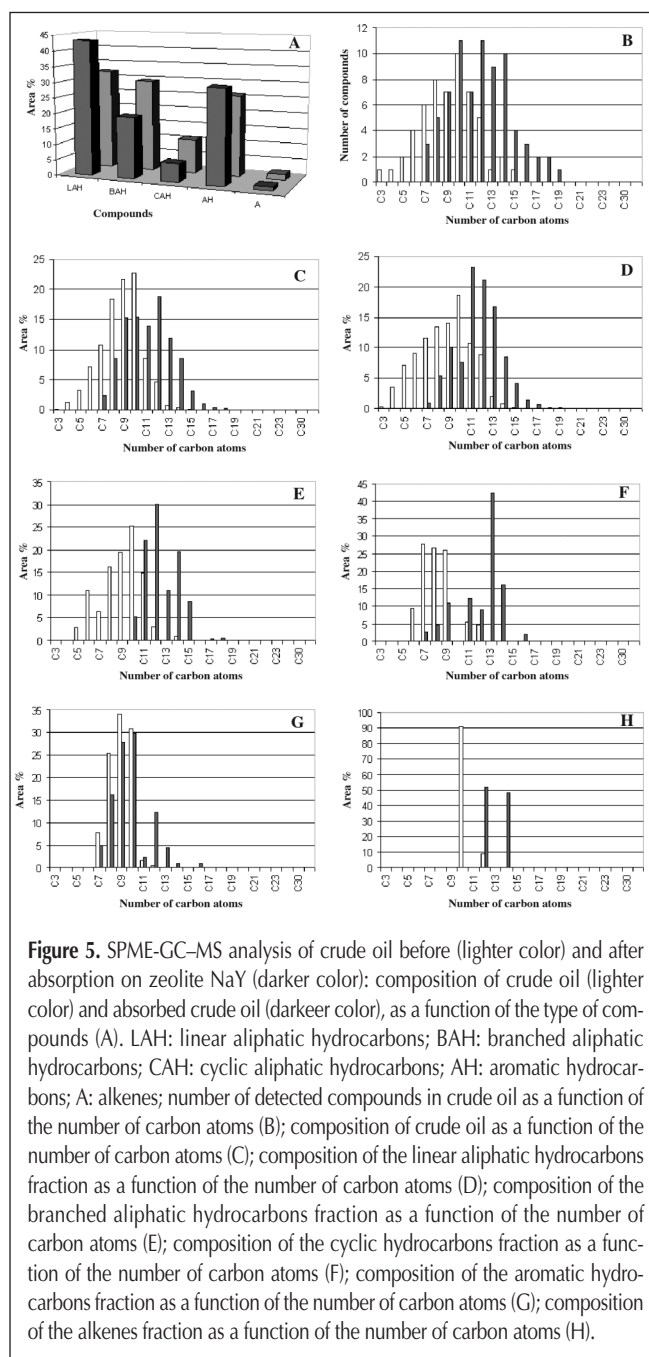 A
Area %
45
40
35
30
25
20
15
10
5
0
LAH BAH CAH AH A
Compounds
B
Number of compounds
12
10
8
6
4
2
0
C3 C5 C7 C9 C11 C13 C15 C17 C19 C21 C23 C30
Number of carbon atoms
C
Area %
25
20
15
10
5
0
C3 C5 C7 C9 C11 C13 C15 C17 C19 C21 C23 C30
Number of carbon atoms
D
Area %
25
20
15
10
5
0
C3 C5 C7 C9 C11 C13 C15 C17 C19 C21 C23 C30
Number of carbon atoms
E
Area %
35
30
25
20
15
10
5
0
C3 C5 C7 C9 C11 C13 C15 C17 C19 C21 C23 C30
Number of carbon atoms
F
Area %
45
40
35
30
25
20
15
10
5
0
C3 C5 C7 C9 C11 C13 C15 C17 C19 C21 C23 C30
Number of carbon atoms
G
Area %
35
30
25
20
15
10
5
0
C3 C5 C7 C9 C11 C13 C15 C17 C19 C21 C23 C30
Number of carbon atoms
H
Area %
100
90
80
70
60
50
40
30
20
10
0
C3 C5 C7 C9 C11 C13 C15 C17 C19 C21 C23 C30
Number of carbon atoms
Figure 5. SPME-GC–MS analysis of crude oil before (lighter color) and after
absorption on zeolite NaY (darker color): composition of crude oil (lighter
color) and absorbed crude oil (darkeer color), as a function of the type of com-
pounds (A). LAH: linear aliphatic hydrocarbons; BAH: branched aliphatic
hydrocarbons; CAH: cyclic aliphatic hydrocarbons; AH: aromatic hydrocar-
bons; A: alkenes; number of detected compounds in crude oil as a function of
the number of carbon atoms (B); composition of crude oil as a function of the
number of carbon atoms (C); composition of the linear aliphatic hydrocarbons
fraction as a function of the number of carbon atoms (D); composition of the
branched aliphatic hydrocarbons fraction as a function of the number of
carbon atoms (E); composition of the cyclic hydrocarbons fraction as a func-
tion of the number of carbon atoms (F); composition of the aromatic hydro-
carbons fraction as a function of the number of carbon atoms (G); composition
of the alkenes fraction as a function of the number of carbon atoms (H).